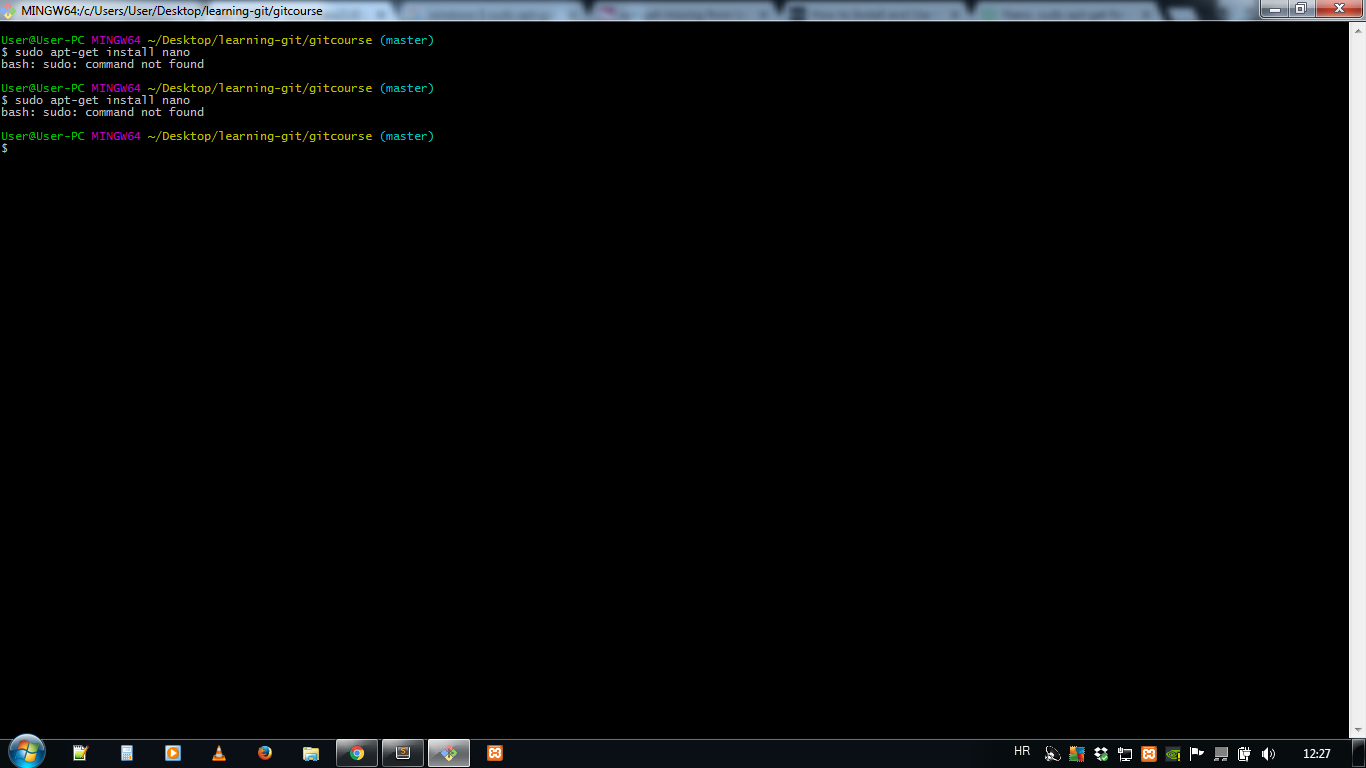 MINGW64:/c/Users/User/Desktop/learning-git/gitcourse
User@User-PC MINGW64 ~/Desktop/learning-git/gitcourse (master)
$ sudo apt-get install nano
bash: sudo: command not found
User@User-PC MINGW64 ~/Desktop/learning-git/gitcourse (master)
$ sudo apt-get install nano
bash: sudo: command not found
User@User-PC MINGW64 ~/Desktop/learning-git/gitcourse (master)
$
HR
12:27